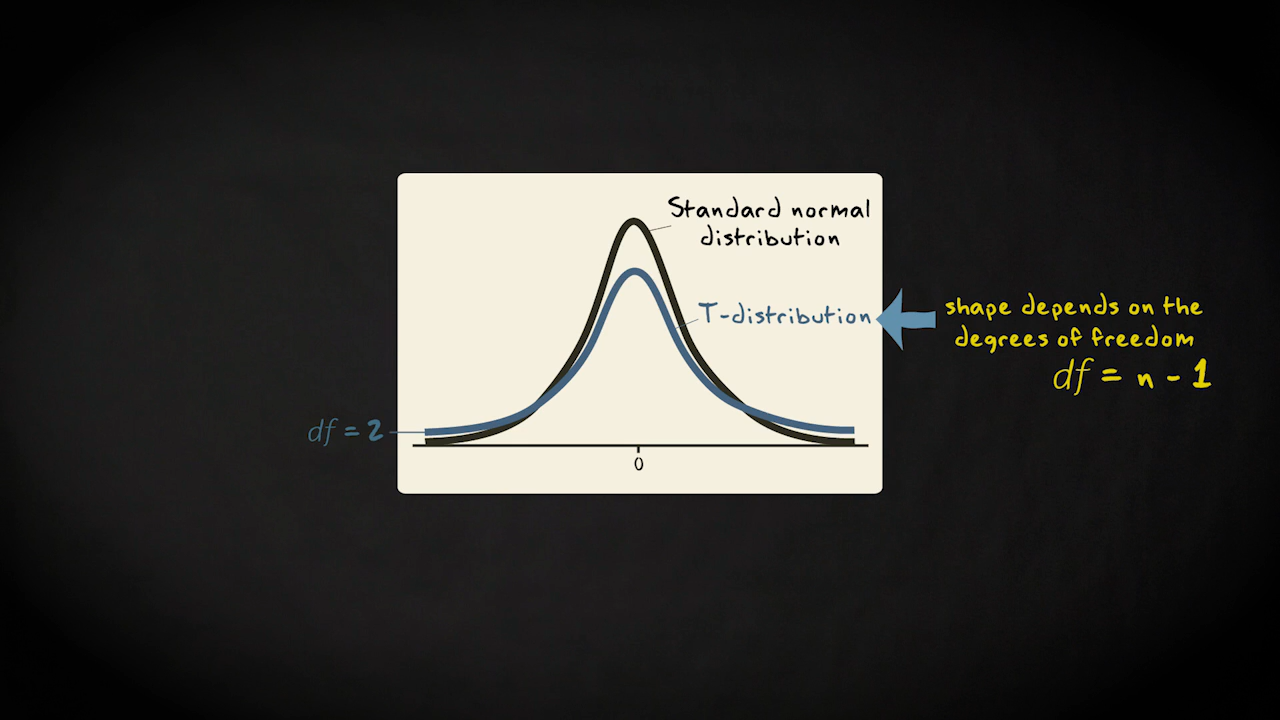 Standard normal
distribution
T-distribution
shape depends on the
degrees of freedom
df = n - 1
df = 2
0